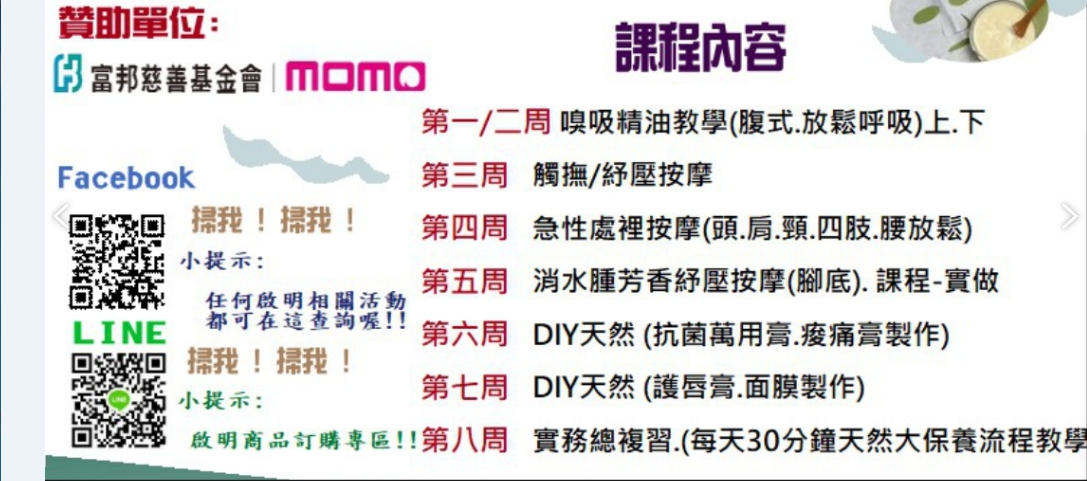 贊助單位:
富邦慈善基金會 momo
Facebook
掃我！掃我！
小提示:
任何啟明相關活動
都可在這查詢喔!!
LINE
掃我！掃我！
小提示:
啟明商品訂購專區!!
課程內容
第一/二周 嗅吸精油教學(腹式.放鬆呼吸)上.下
第三周 觸撫/紓壓按摩
第四周 急性處裡按摩(頭.肩.頸.四肢.腰放鬆)
第五周 消水腫芳香紓壓按摩(腳底). 課程-實做
第六周 DIY天然 (抗菌萬用膏.痠痛膏製作)
第七周 DIY天然 (護唇膏.面膜製作)
第八周 實務總複習.(每天30分鐘天然大保養流程教學